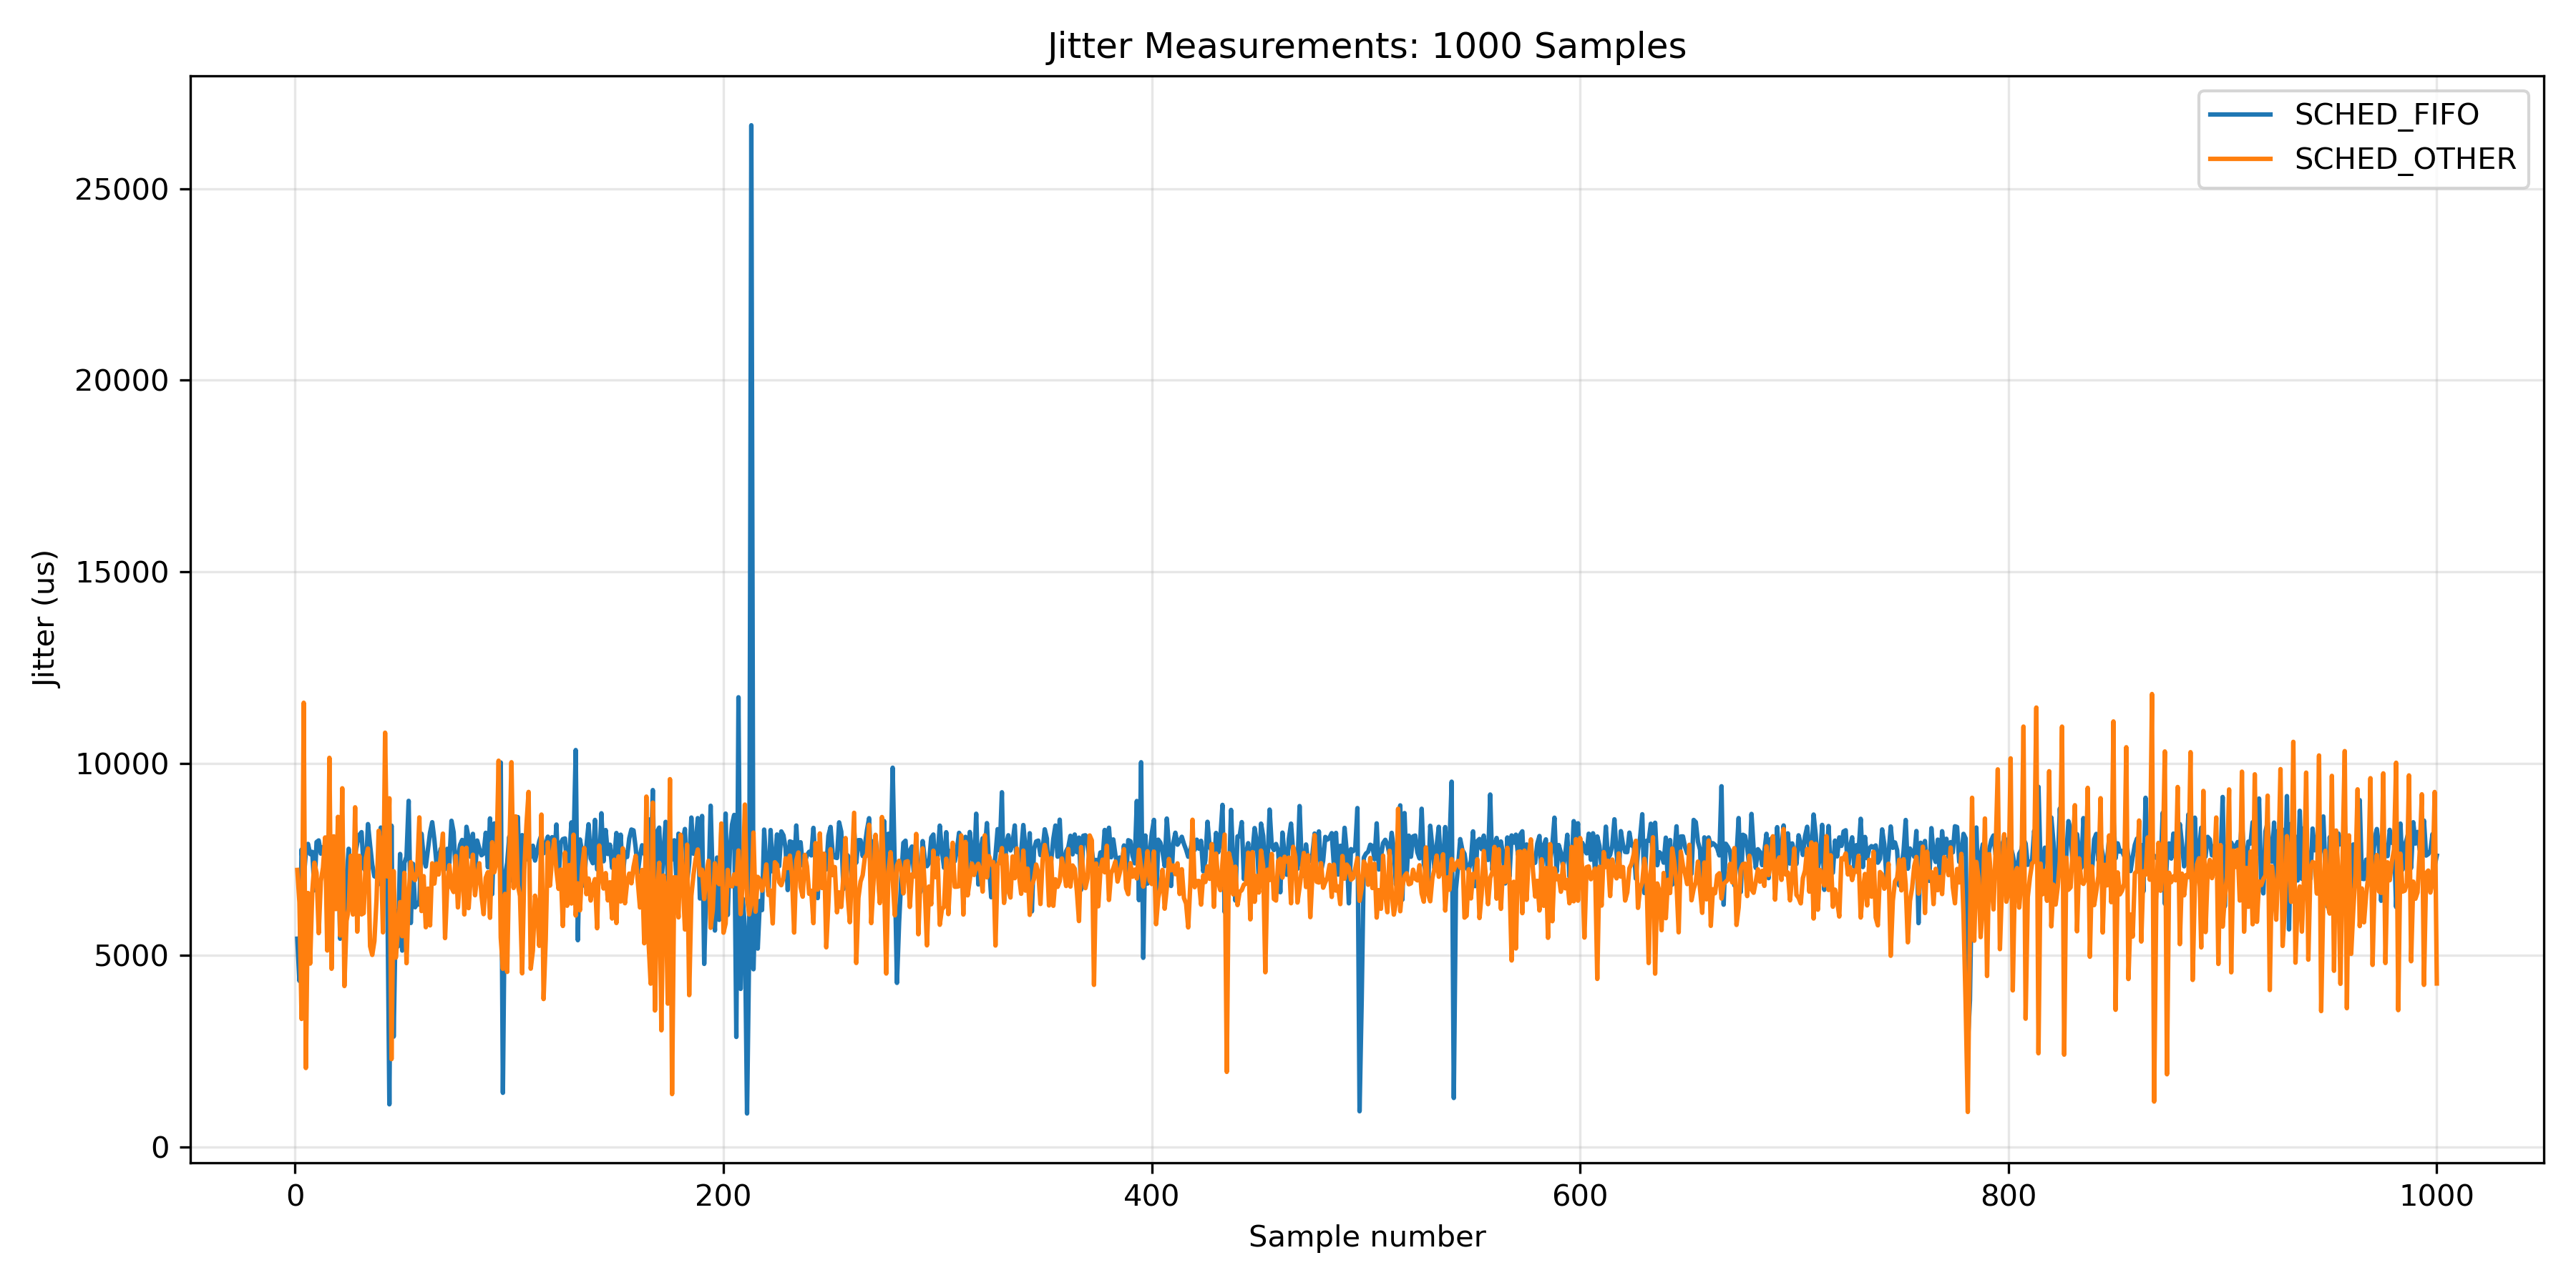 Jitter Measurements: 1000 Samples
SCHED_FIFO
SCHED_OTHER
25000
20000
15000
10000
5000
0
Jitter (us)
0 200 400 600 800 1000
Sample number